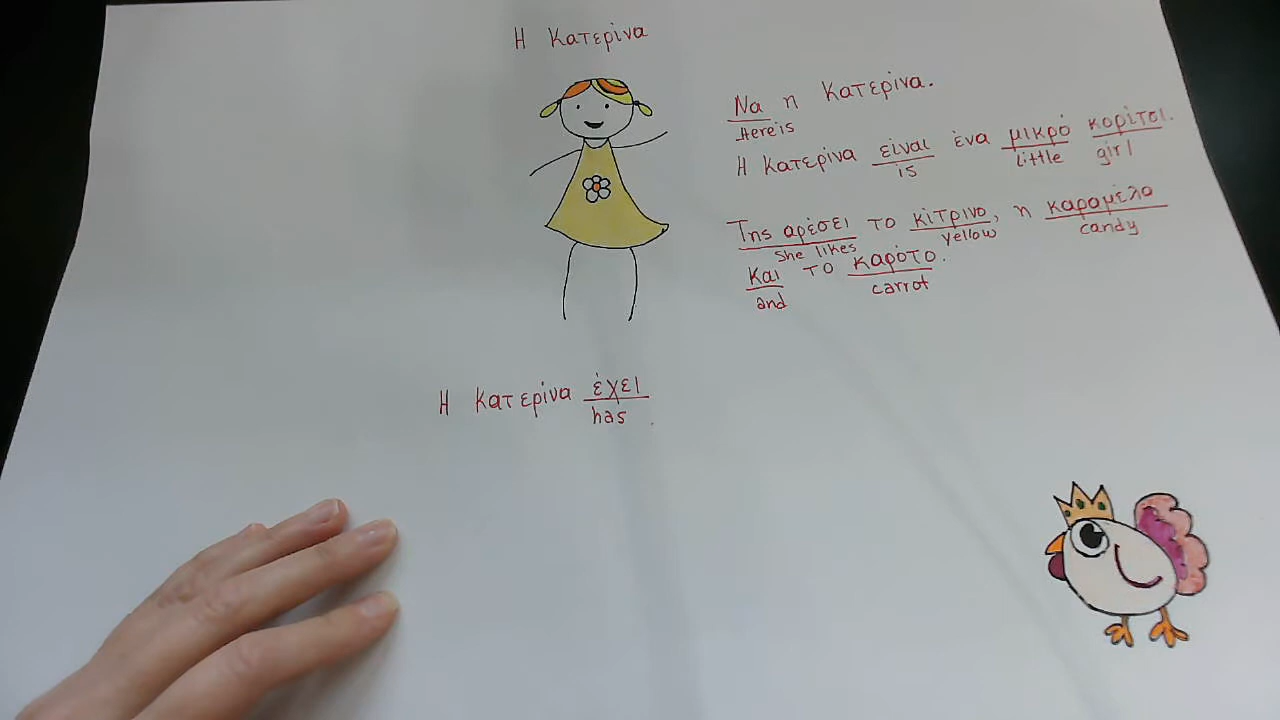 Η Κατερίνα
Να η Κατερίνα.
Here is
Η Κατερίνα είναι ένα μικρό κορίτσι.
is little girl
Της αρέσει το κίτρινο, η καραμέλα
She likes yellow candy
και το καρότο.
and carrot
Η Κατερίνα έχει
has